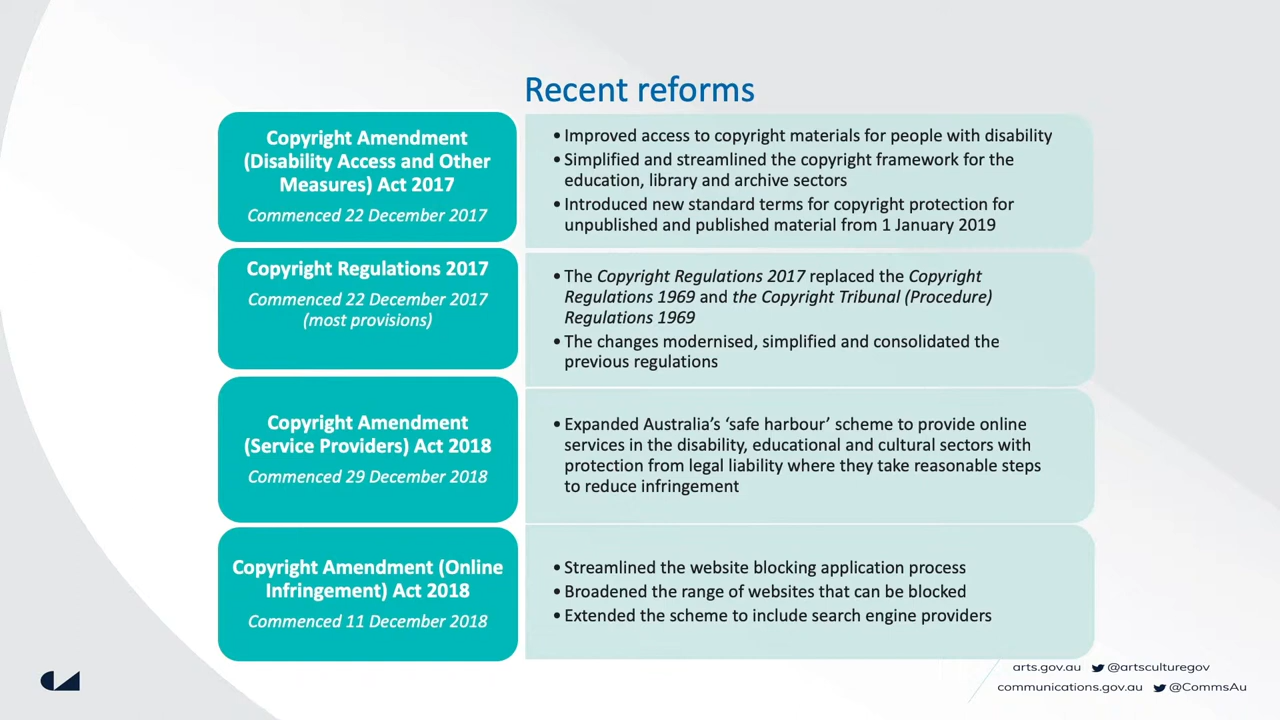 Recent reforms
Copyright Amendment
(Disability Access and Other
Measures) Act 2017
Commenced 22 December 2017
• Improved access to copyright materials for people with disability
• Simplified and streamlined the copyright framework for the
education, library and archive sectors
• Introduced new standard terms for copyright protection for
unpublished and published material from 1 January 2019
Copyright Regulations 2017
Commenced 22 December 2017
(most provisions)
• The Copyright Regulations 2017 replaced the Copyright
Regulations 1969 and the Copyright Tribunal (Procedure)
Regulations 1969
• The changes modernised, simplified and consolidated the
previous regulations
Copyright Amendment
(Service Providers) Act 2018
Commenced 29 December 2018
• Expanded Australia’s ‘safe harbour’ scheme to provide online
services in the disability, educational and cultural sectors with
protection from legal liability where they take reasonable steps
to reduce infringement
Copyright Amendment (Online
Infringement) Act 2018
Commenced 11 December 2018
• Streamlined the website blocking application process
• Broadened the range of websites that can be blocked
• Extended the scheme to include search engine providers
arts.gov.au @artsculturegov
communications.gov.au @CommsAu